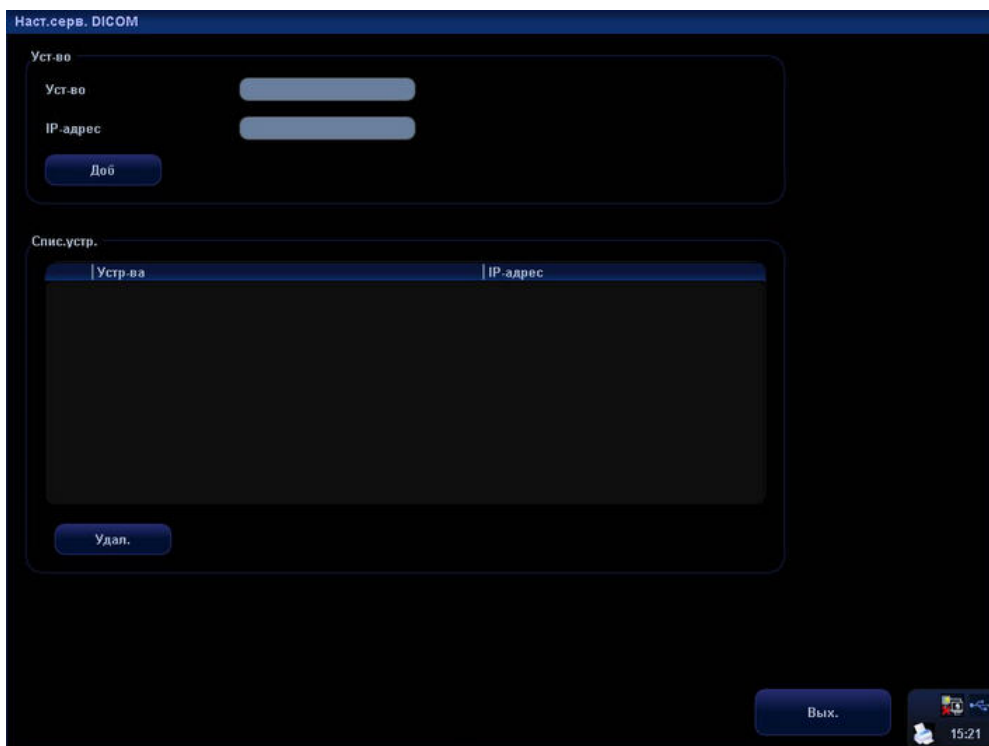 Наст.серв. DICOM
Уст-во
Уст-во
IP-адрес
Доб
Спис.устр.
Устр-ва IP-адрес
Удал.
Вых.
15:21